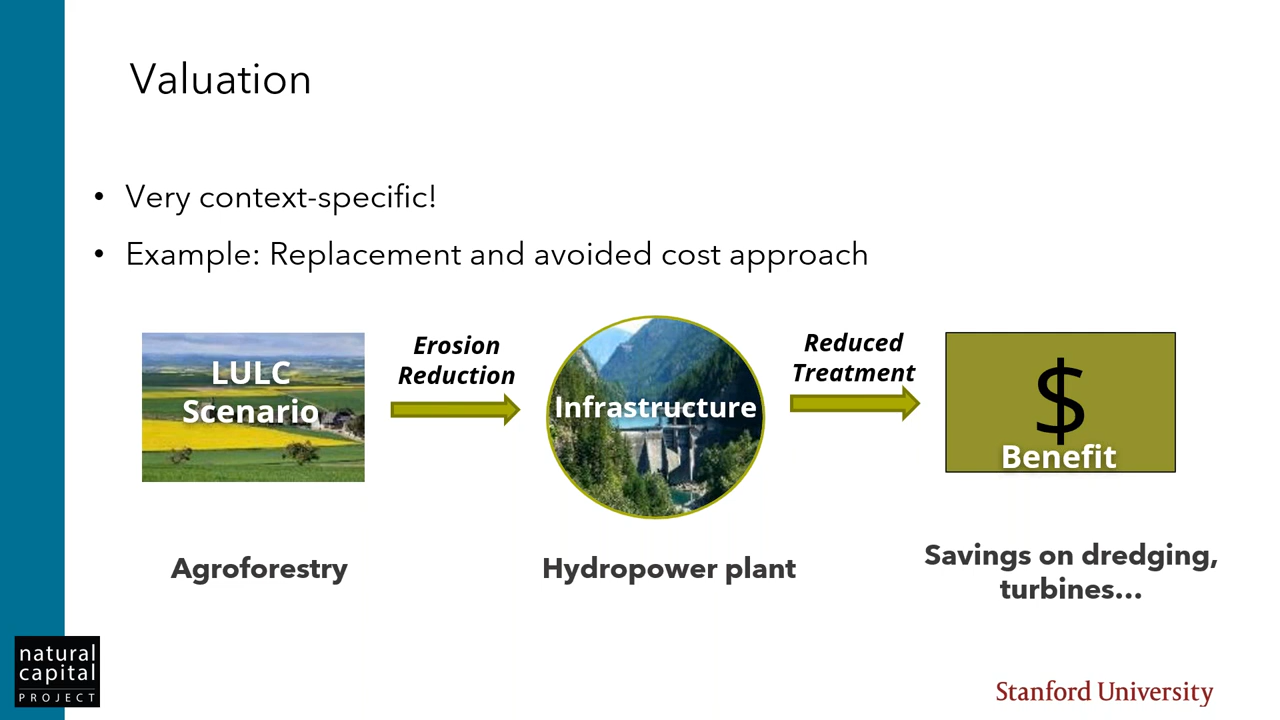 Valuation
• Very context-specific!
• Example: Replacement and avoided cost approach
LULC
Scenario
Erosion
Reduction
Infrastructure
Reduced
Treatment
$
Benefit
Agroforestry
Hydropower plant
Savings on dredging,
turbines...
natural
capital
PROJECT
Stanford University